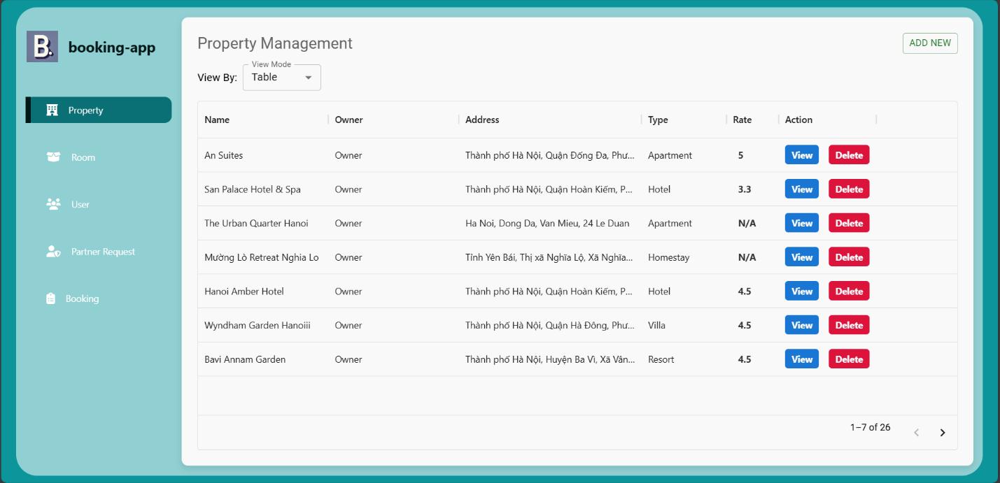 B.
booking-app
Property
Room
User
Partner Request
Booking
Property Management
ADD NEW
View By:
View Mode
Table
Name Owner Address Type Rate Action
An Suites Owner Thành phố Hà Nội, Quận Đống Đa, Phư... Apartment 5 View Delete
San Palace Hotel & Spa Owner Thành phố Hà Nội, Quận Hoàn Kiếm, P... Hotel 3.3 View Delete
The Urban Quarter Hanoi Owner Ha Noi, Dong Da, Van Mieu, 24 Le Duan Apartment N/A View Delete
Mường Lò Retreat Nghia Lo Owner Tỉnh Yên Bái, Thị xã Nghĩa Lộ, Xã Nghĩa... Homestay N/A View Delete
Hanoi Amber Hotel Owner Thành phố Hà Nội, Quận Hoàn Kiếm, P... Hotel 4.5 View Delete
Wyndham Garden Hanoiii Owner Thành phố Hà Nội, Quận Hà Đông, Phư... Villa 4.5 View Delete
Bavi Annam Garden Owner Thành phố Hà Nội, Huyện Ba Vì, Xã Vân... Resort 4.5 View Delete
1–7 of 26